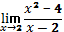 lim x→2 x² − 4 / x − 2